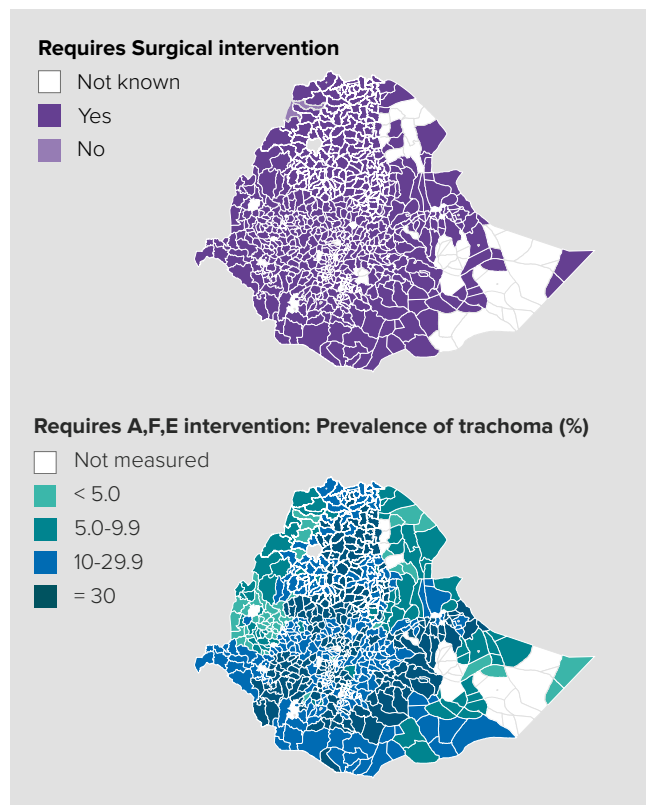 Requires Surgical intervention
Not known
Yes
No
Requires A,F,E intervention: Prevalence of trachoma (%)
Not measured
< 5.0
5.0-9.9
10-29.9
= 30